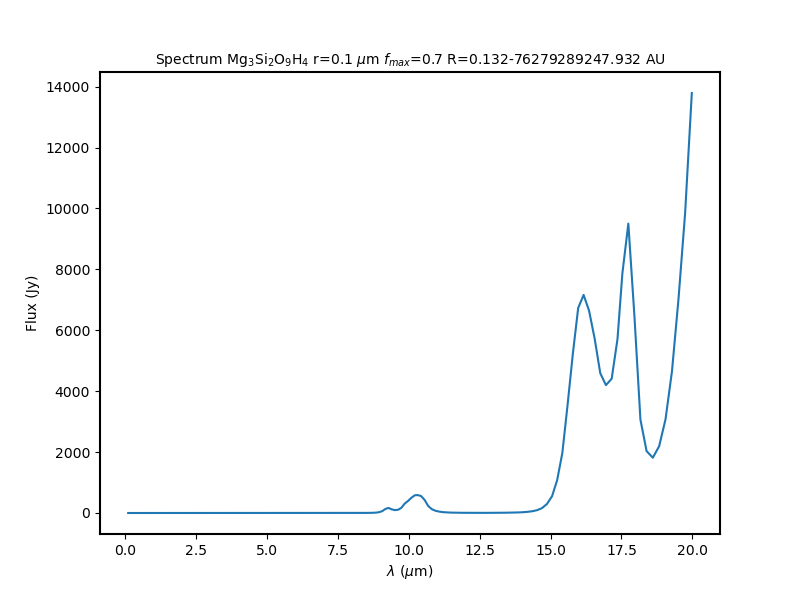 Spectrum Mg₃Si₂O₉H₄ r=0.1 μm f_max=0.7 R=0.132-76279289247.932 AU
14000
12000
10000
8000
6000
4000
2000
0
Flux (Jy)
0.0 2.5 5.0 7.5 10.0 12.5 15.0 17.5 20.0
λ (μm)